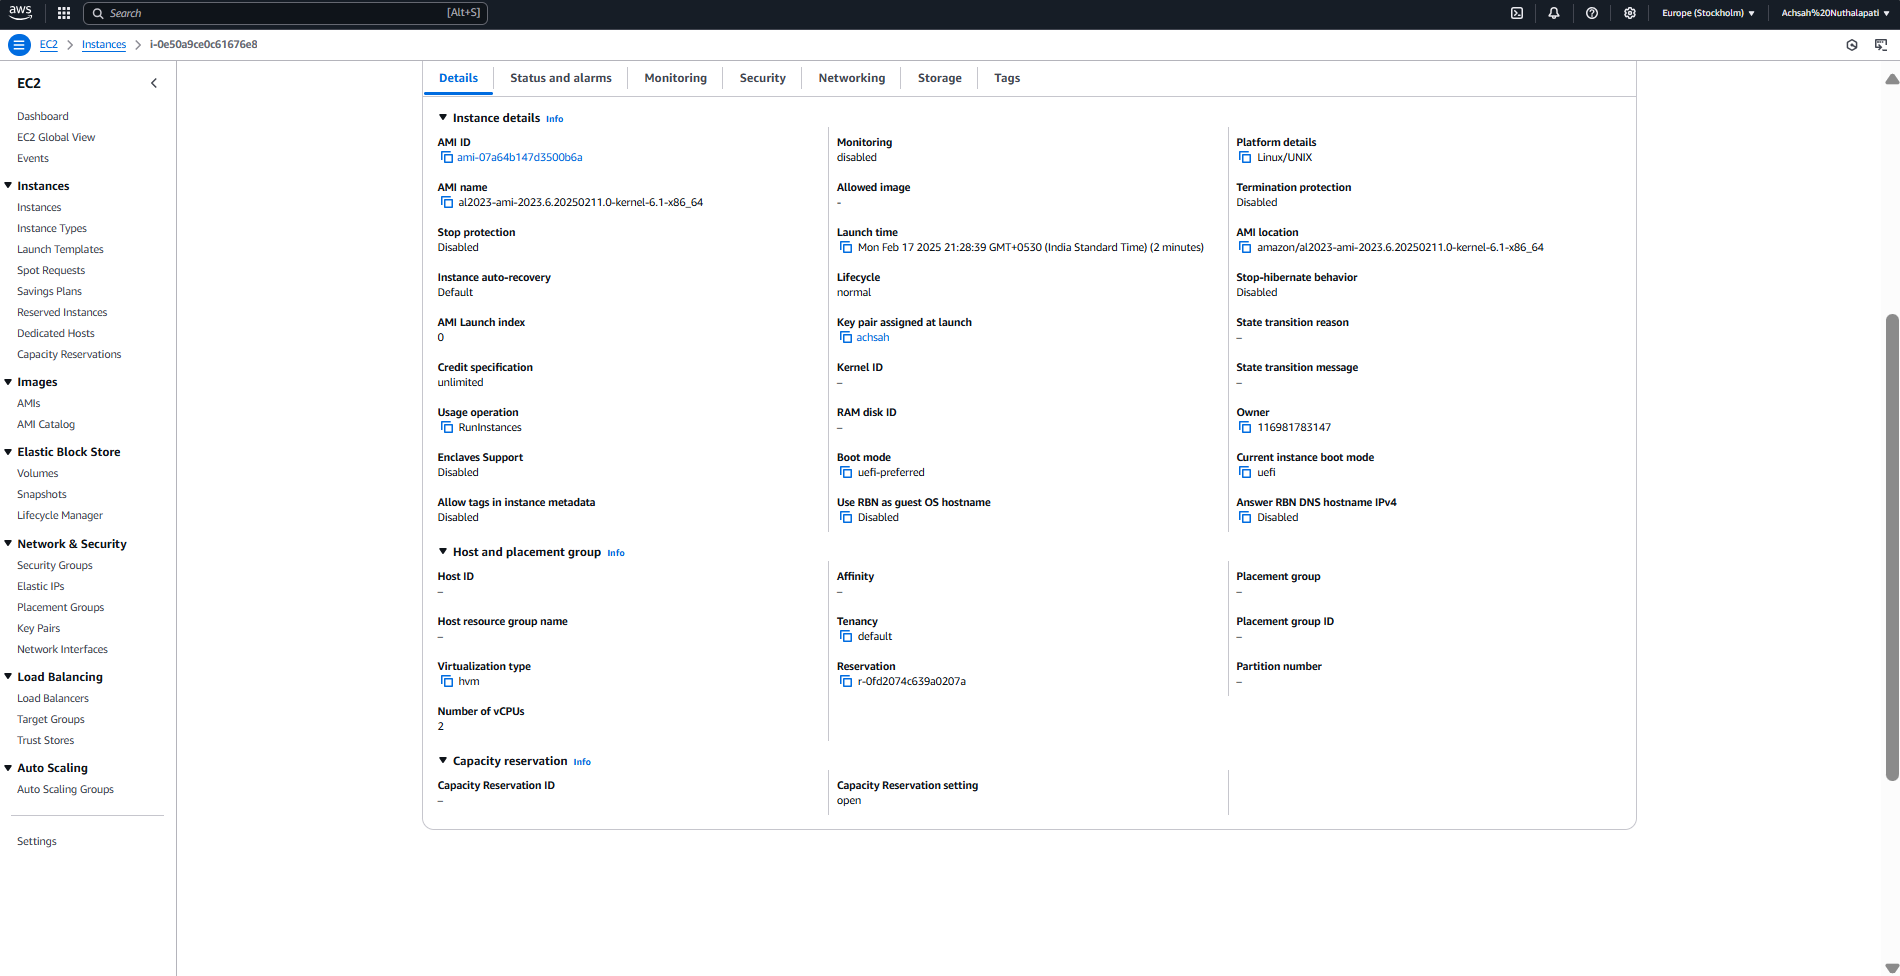 aws
Search [Alt+S]
Europe (Stockholm)
Achsah%20Nuthalapati
EC2
Instances
i-0e50a9ce0c61676e8
EC2
Dashboard
EC2 Global View
Events
Instances
Instances
Instance Types
Launch Templates
Spot Requests
Savings Plans
Reserved Instances
Dedicated Hosts
Capacity Reservations
Images
AMIs
AMI Catalog
Elastic Block Store
Volumes
Snapshots
Lifecycle Manager
Network & Security
Security Groups
Elastic IPs
Placement Groups
Key Pairs
Network Interfaces
Load Balancing
Load Balancers
Target Groups
Trust Stores
Auto Scaling
Auto Scaling Groups
Settings
Details
Status and alarms
Monitoring
Security
Networking
Storage
Tags
Instance details Info
AMI ID
ami-07a64b147d3500b6a
Monitoring
disabled
Platform details
Linux/UNIX
AMI name
al2023-ami-2023.6.20250211.0-kernel-6.1-x86_64
Allowed image
-
Termination protection
Disabled
Stop protection
Disabled
Launch time
Mon Feb 17 2025 21:28:39 GMT+0530 (India Standard Time) (2 minutes)
AMI location
amazon/al2023-ami-2023.6.20250211.0-kernel-6.1-x86_64
Instance auto-recovery
Default
Lifecycle
normal
Stop-hibernate behavior
Disabled
AMI Launch index
0
Key pair assigned at launch
achsah
State transition reason
–
Credit specification
unlimited
Kernel ID
–
State transition message
–
Usage operation
RunInstances
RAM disk ID
–
Owner
116981783147
Enclaves Support
Disabled
Boot mode
uefi-preferred
Current instance boot mode
uefi
Allow tags in instance metadata
Disabled
Use RBN as guest OS hostname
Disabled
Answer RBN DNS hostname IPv4
Disabled
Host and placement group Info
Host ID
–
Affinity
–
Placement group
–
Host resource group name
–
Tenancy
default
Placement group ID
–
Virtualization type
hvm
Reservation
r-0fd2074c639a0207a
Partition number
–
Number of vCPUs
2
Capacity reservation Info
Capacity Reservation ID
–
Capacity Reservation setting
open